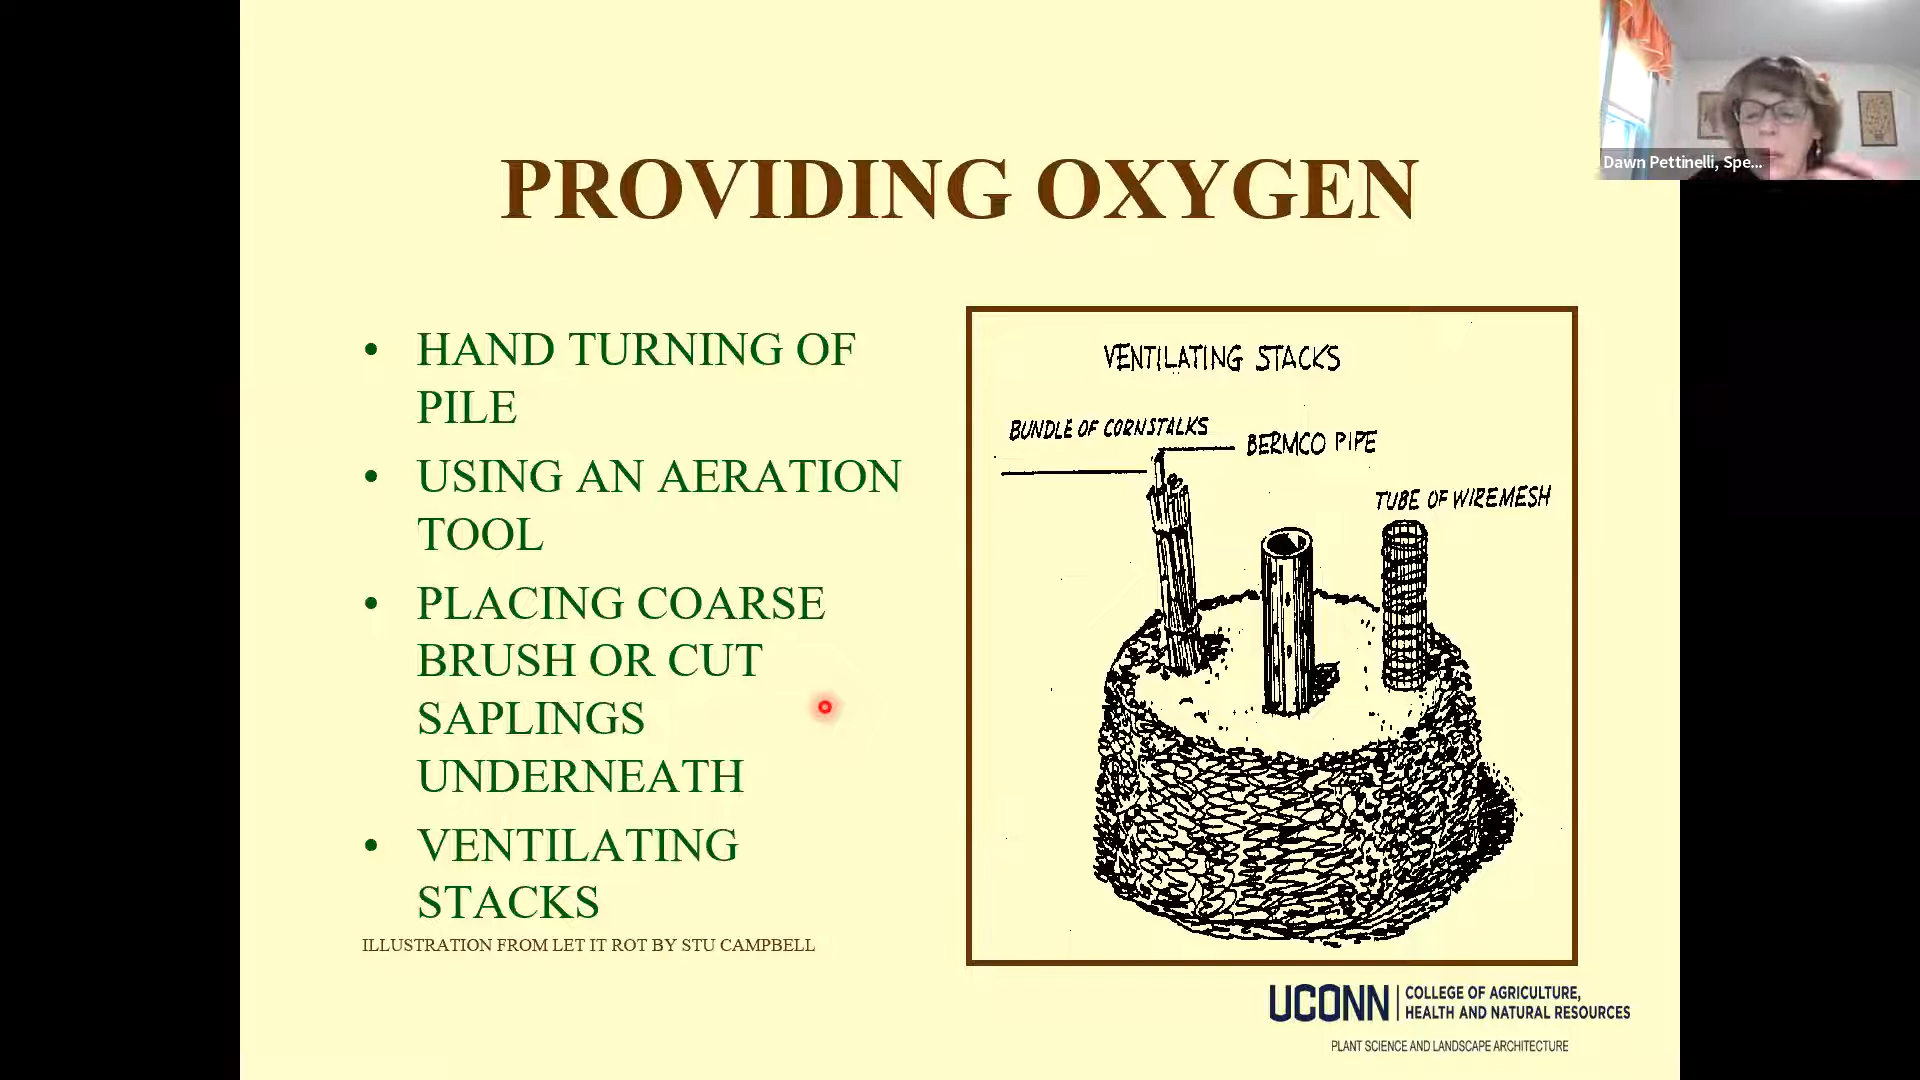 Dawn Pettinelli, Spe...
PROVIDING OXYGEN
• HAND TURNING OF
PILE
• USING AN AERATION
TOOL
• PLACING COARSE
BRUSH OR CUT
SAPLINGS
UNDERNEATH
• VENTILATING
STACKS
ILLUSTRATION FROM LET IT ROT BY STU CAMPBELL
VENTILATING STACKS
BUNDLE OF CORNSTALKS
BERMCO PIPE
TUBE OF WIREMESH
UCONN
COLLEGE OF AGRICULTURE,
HEALTH AND NATURAL RESOURCES
PLANT SCIENCE AND LANDSCAPE ARCHITECTURE